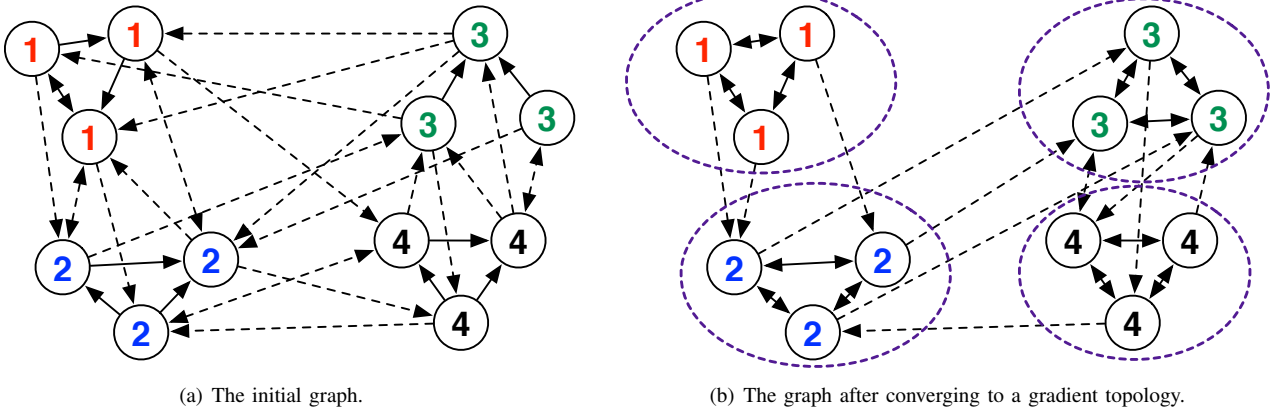 1 1 3
1 3 3
2 2 4 4
2 4
(a) The initial graph.
1 1 3
1 3 3
2 2 4 4
2 4
(b) The graph after converging to a gradient topology.